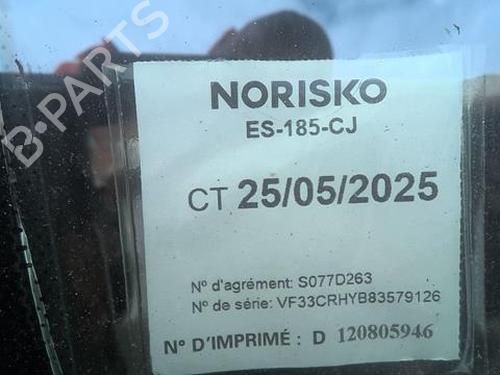 B-PARTS
NORISKO
ES-185-CJ
CT 25/05/2025
N° d'agrément: S077D263
N° de série: VF33CRHYB83579126
N° D'IMPRIMÉ : D 120805946